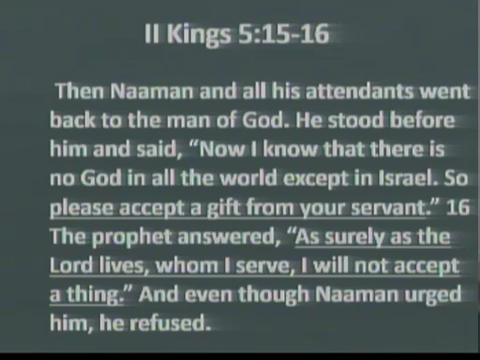 II Kings 5:15-16
Then Naaman and all his attendants went
back to the man of God. He stood before
him and said, “Now I know that there is
no God in all the world except in Israel. So
please accept a gift from your servant.” 16
The prophet answered, “As surely as the
Lord lives, whom I serve, I will not accept
a thing.” And even though Naaman urged
him, he refused.